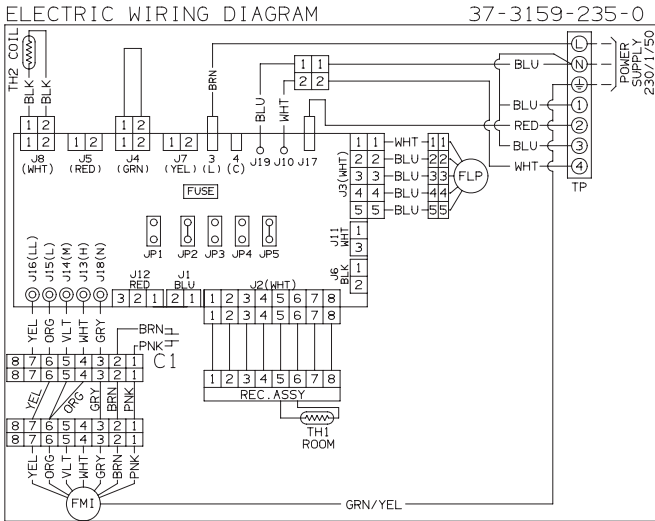 ELECTRIC WIRING DIAGRAM 37-3159-235-0
TH2 COIL
BLK BLK
BRN
BLU
WHT
1 2
2 2
BLU
L
N
POWER SUPPLY 230/1/50
BLU 1
RED 2
BLU 3
WHT 4
TP
1 2
1 2
J8 (WHT)
1 2
J5 (RED)
1 2
1 2
J4 (GRN)
1 2
J7 (YEL)
3 (L)
4 (C)
J19 J10 J17
FUSE
J3(WHT)
1 1 WHT 1 1
2 2 BLU 2 2
3 3 BLU 3 3
4 4 BLU 4 4
5 5 BLU 5 5
FLP
JP1 JP2 JP3 JP4 JP5
J11 WHT
1
3
J6 BLK
1
2
J16(LL) J15(L) J14(M) J13(H) J18(N)
J12 RED
3 2 1
J1 BLU
2 1
J2(WHT)
1 2 3 4 5 6 7 8
1 2 3 4 5 6 7 8
YEL ORG VLT WHT GRY
BRN
PNK
C1
8 7 6 5 4 3 2 1
8 7 6 5 4 3 2 1
YEL ORG GRY BRN PNK
1 2 3 4 5 6 7 8
REC.ASSY
TH1 ROOM
8 7 6 5 4 3 2 1
8 7 6 5 4 3 2 1
YEL ORG VLT WHT GRY BRN PNK
FMI
GRN/YEL